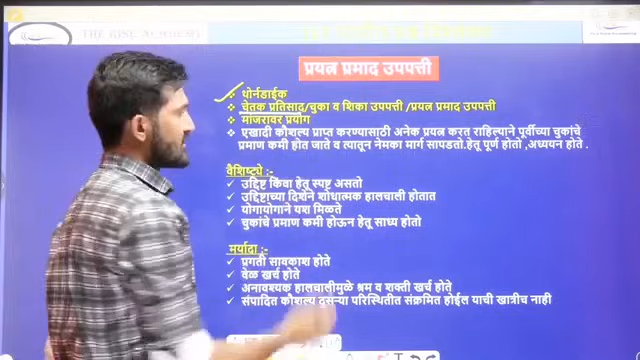 प्रयत्न प्रमाद उपपत्ती
थोर्नडाईक
चेतक प्रतिसाद/चुका व शिका उपपत्ती /प्रयत्न प्रमाद उपपत्ती
मांजरावर प्रयोग
एखादी कौशल्य प्राप्त करण्यासाठी अनेक प्रयत्न करत राहिल्याने पूर्वीच्या चुकांचे
प्रमाण कमी होत जाते व त्यातून नेमका मार्ग सापडतो.हेतू पूर्ण होतो ,अध्ययन होते .
वैशिष्ट्ये :-
उद्दिष्ट किंवा हेतू स्पष्ट असतो
उद्दिष्टाच्या दिशेने शोधात्मक हालचाली होतात
योगायोगाने यश मिळते
चुकांचे प्रमाण कमी होऊन हेतू साध्य होतो
मर्यादा :-
प्रगती सावकाश होते
वेळ खर्च होतो
अनावश्यक हालचालीमुळे श्रम व शक्ती खर्च होते
संपादित कौशल्य दुसऱ्या परिस्थितीत संक्रमित होईल याची खात्रीच नाही